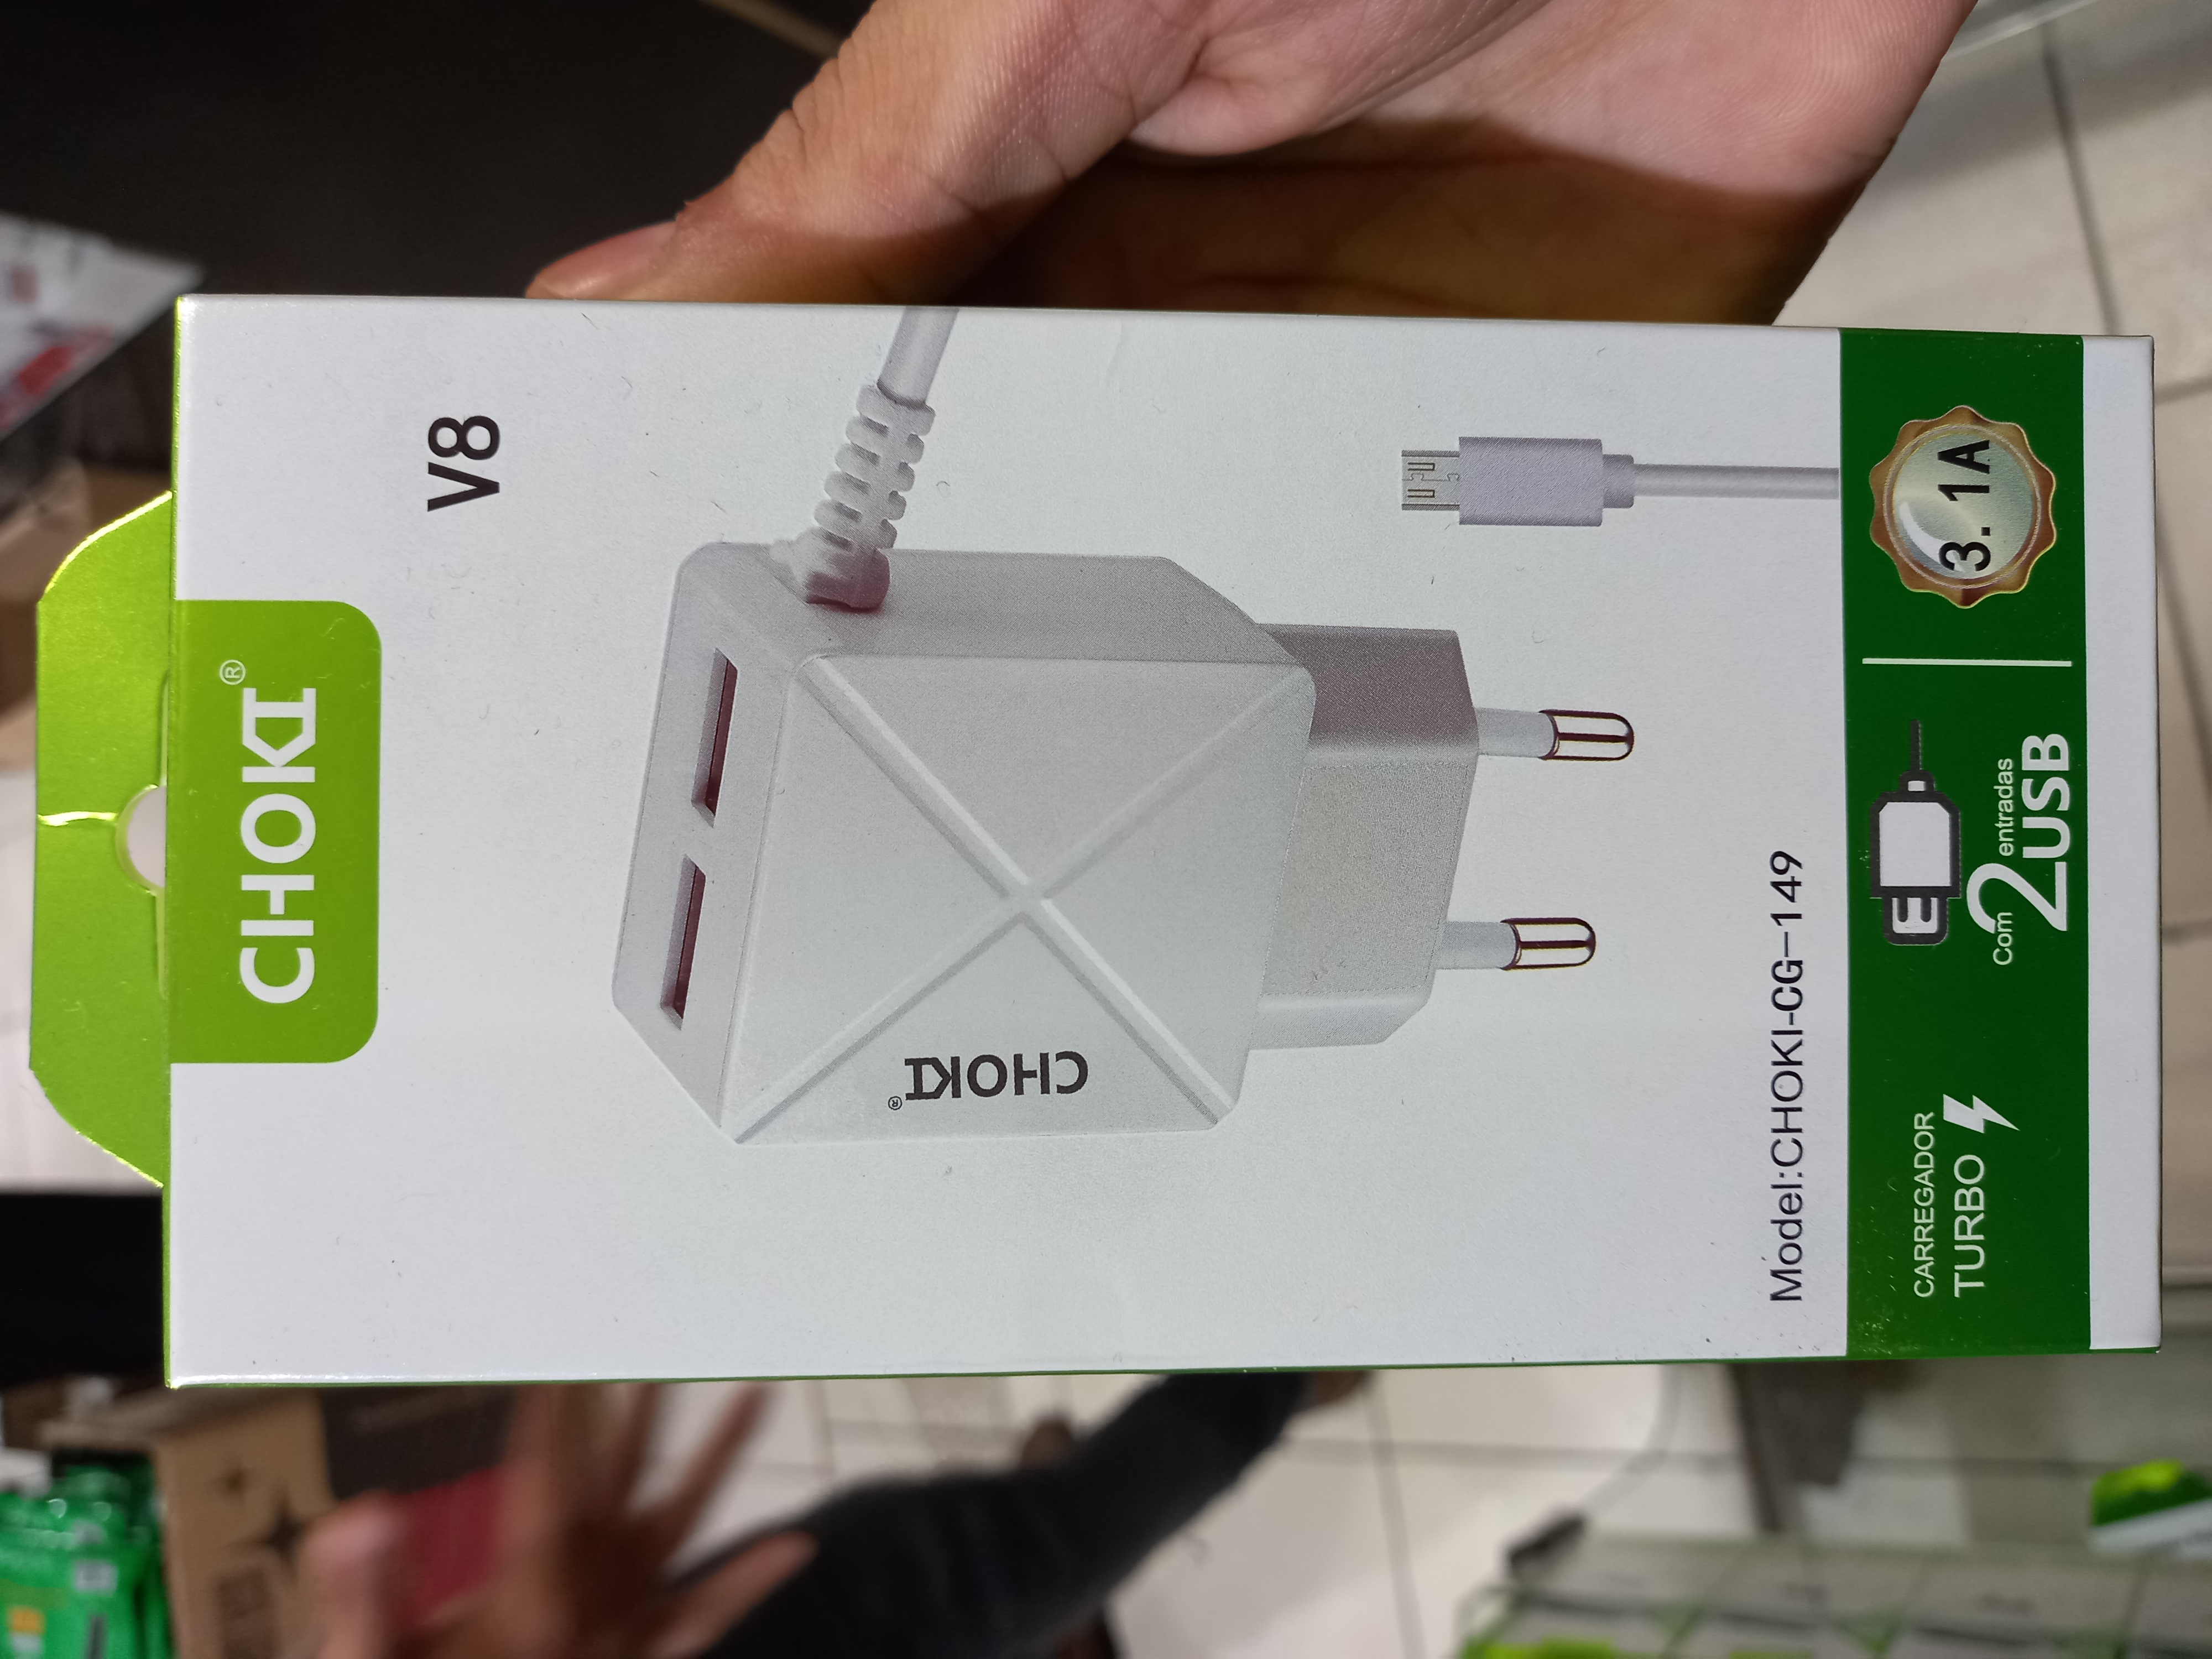 CHOKI®
V8
CHOKI®
Model:CHOKI-CG-149
CARREGADOR
TURBO
Com 2 entradas
USB
3.1A